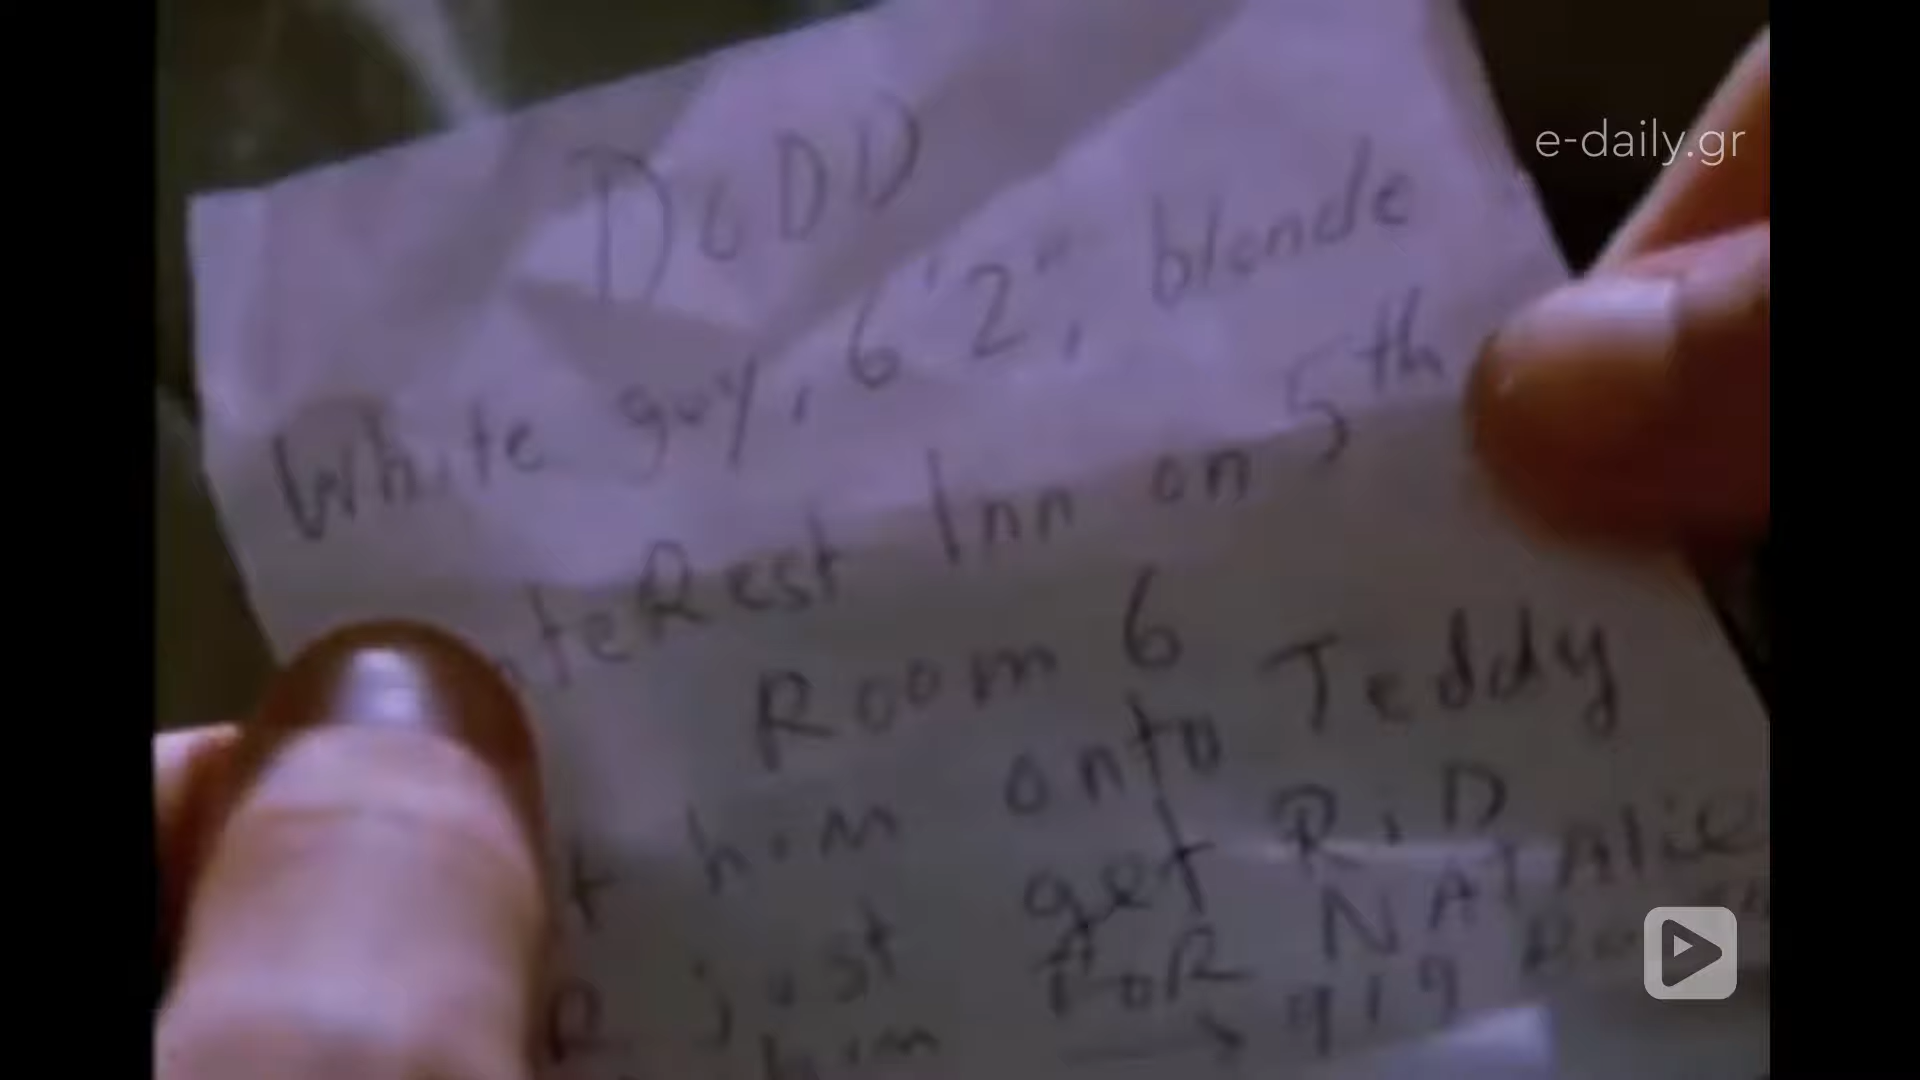 e-daily.gr
DODD
White guy, 6'2", blonde
teRest Inn on 5th
Room 6
t him onto Teddy
R just get RiD
him FOR NATAlie
→ 919